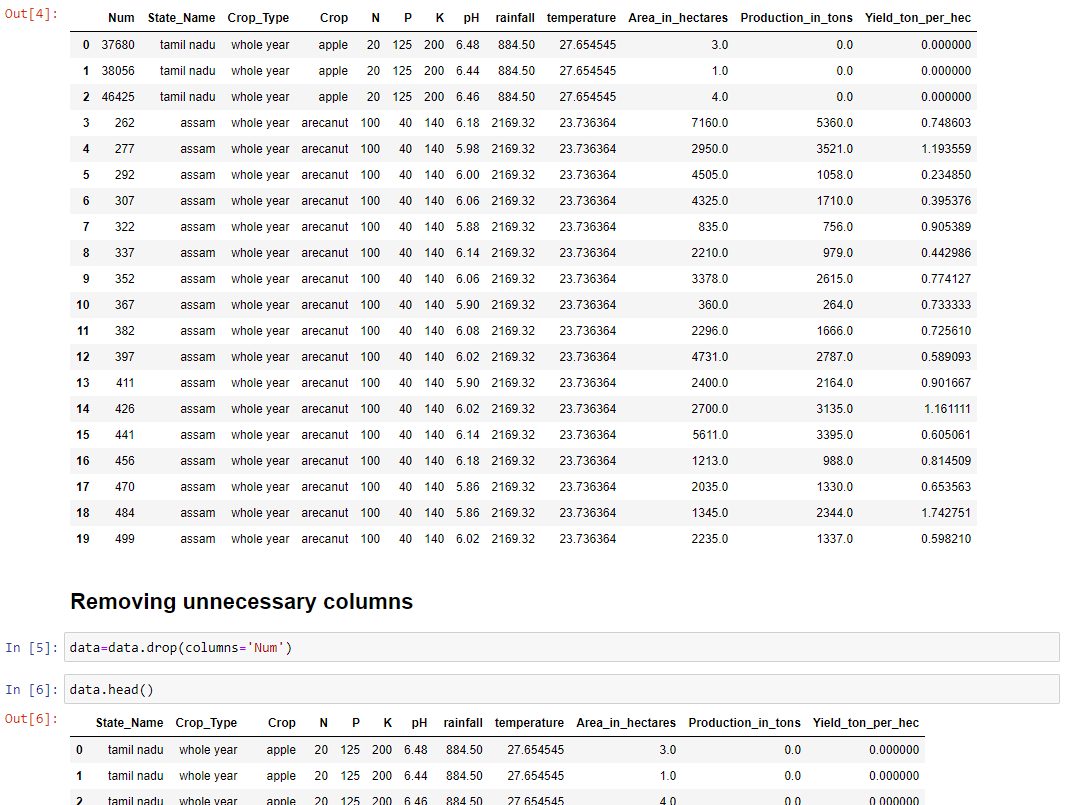 Out[4]:
Num State_Name Crop_Type Crop N P K pH rainfall temperature Area_in_hectares Production_in_tons Yield_ton_per_hec
0 37680 tamil nadu whole year apple 20 125 200 6.48 884.50 27.654545 3.0 0.0 0.000000
1 38056 tamil nadu whole year apple 20 125 200 6.44 884.50 27.654545 1.0 0.0 0.000000
2 46425 tamil nadu whole year apple 20 125 200 6.46 884.50 27.654545 4.0 0.0 0.000000
3 262 assam whole year arecanut 100 40 140 6.18 2169.32 23.736364 7160.0 5360.0 0.748603
4 277 assam whole year arecanut 100 40 140 5.98 2169.32 23.736364 2950.0 3521.0 1.193559
5 292 assam whole year arecanut 100 40 140 6.00 2169.32 23.736364 4505.0 1058.0 0.234850
6 307 assam whole year arecanut 100 40 140 6.06 2169.32 23.736364 4325.0 1710.0 0.395376
7 322 assam whole year arecanut 100 40 140 5.88 2169.32 23.736364 835.0 756.0 0.905389
8 337 assam whole year arecanut 100 40 140 6.14 2169.32 23.736364 2210.0 979.0 0.442986
9 352 assam whole year arecanut 100 40 140 6.06 2169.32 23.736364 3378.0 2615.0 0.774127
10 367 assam whole year arecanut 100 40 140 5.90 2169.32 23.736364 360.0 264.0 0.733333
11 382 assam whole year arecanut 100 40 140 6.08 2169.32 23.736364 2296.0 1666.0 0.725610
12 397 assam whole year arecanut 100 40 140 6.02 2169.32 23.736364 4731.0 2787.0 0.589093
13 411 assam whole year arecanut 100 40 140 5.90 2169.32 23.736364 2400.0 2164.0 0.901667
14 426 assam whole year arecanut 100 40 140 6.02 2169.32 23.736364 2700.0 3135.0 1.161111
15 441 assam whole year arecanut 100 40 140 6.14 2169.32 23.736364 5611.0 3395.0 0.605061
16 456 assam whole year arecanut 100 40 140 6.18 2169.32 23.736364 1213.0 988.0 0.814509
17 470 assam whole year arecanut 100 40 140 5.86 2169.32 23.736364 2035.0 1330.0 0.653563
18 484 assam whole year arecanut 100 40 140 5.86 2169.32 23.736364 1345.0 2344.0 1.742751
19 499 assam whole year arecanut 100 40 140 6.02 2169.32 23.736364 2235.0 1337.0 0.598210
Removing unnecessary columns
In [5]: data=data.drop(columns='Num')
In [6]: data.head()
Out[6]:
State_Name Crop_Type Crop N P K pH rainfall temperature Area_in_hectares Production_in_tons Yield_ton_per_hec
0 tamil nadu whole year apple 20 125 200 6.48 884.50 27.654545 3.0 0.0 0.000000
1 tamil nadu whole year apple 20 125 200 6.44 884.50 27.654545 1.0 0.0 0.000000
2 tamil nadu whole year apple 20 125 200 6.46 884.50 27.654545 4.0 0.0 0.000000